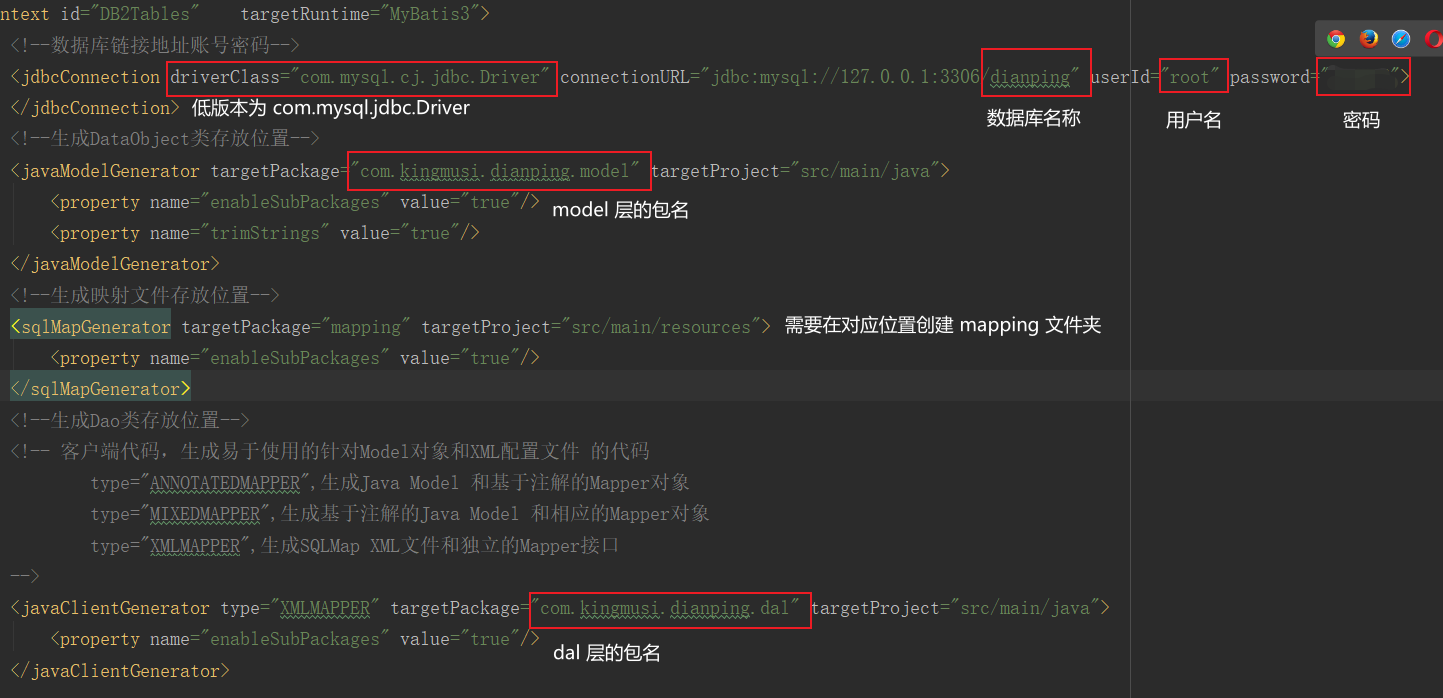 ntext id="DB2Tables"    targetRuntime="MyBatis3">
<!--数据库链接地址账号密码-->
<jdbcConnection driverClass="com.mysql.cj.jdbc.Driver" connectionURL="jdbc:mysql://127.0.0.1:3306/dianping" userId="root" password=" ">
</jdbcConnection> 低版本为 com.mysql.jdbc.Driver 数据库名称 用户名 密码
<!--生成DataObject类存放位置-->
<javaModelGenerator targetPackage="com.kingmusi.dianping.model" targetProject="src/main/java">
<property name="enableSubPackages" value="true"/> model 层的包名
<property name="trimStrings" value="true"/>
</javaModelGenerator>
<!--生成映射文件存放位置-->
<sqlMapGenerator targetPackage="mapping" targetProject="src/main/resources"> 需要在对应位置创建 mapping 文件夹
<property name="enableSubPackages" value="true"/>
</sqlMapGenerator>
<!--生成Dao类存放位置-->
<!-- 客户端代码，生成易于使用的针对Model对象和XML配置文件 的代码
type="ANNOTATEDMAPPER",生成Java Model 和基于注解的Mapper对象
type="MIXEDMAPPER",生成基于注解的Java Model 和相应的Mapper对象
type="XMLMAPPER",生成SQLMap XML文件和独立的Mapper接口
-->
<javaClientGenerator type="XMLMAPPER" targetPackage="com.kingmusi.dianping.dal" targetProject="src/main/java">
<property name="enableSubPackages" value="true"/> dal 层的包名
</javaClientGenerator>